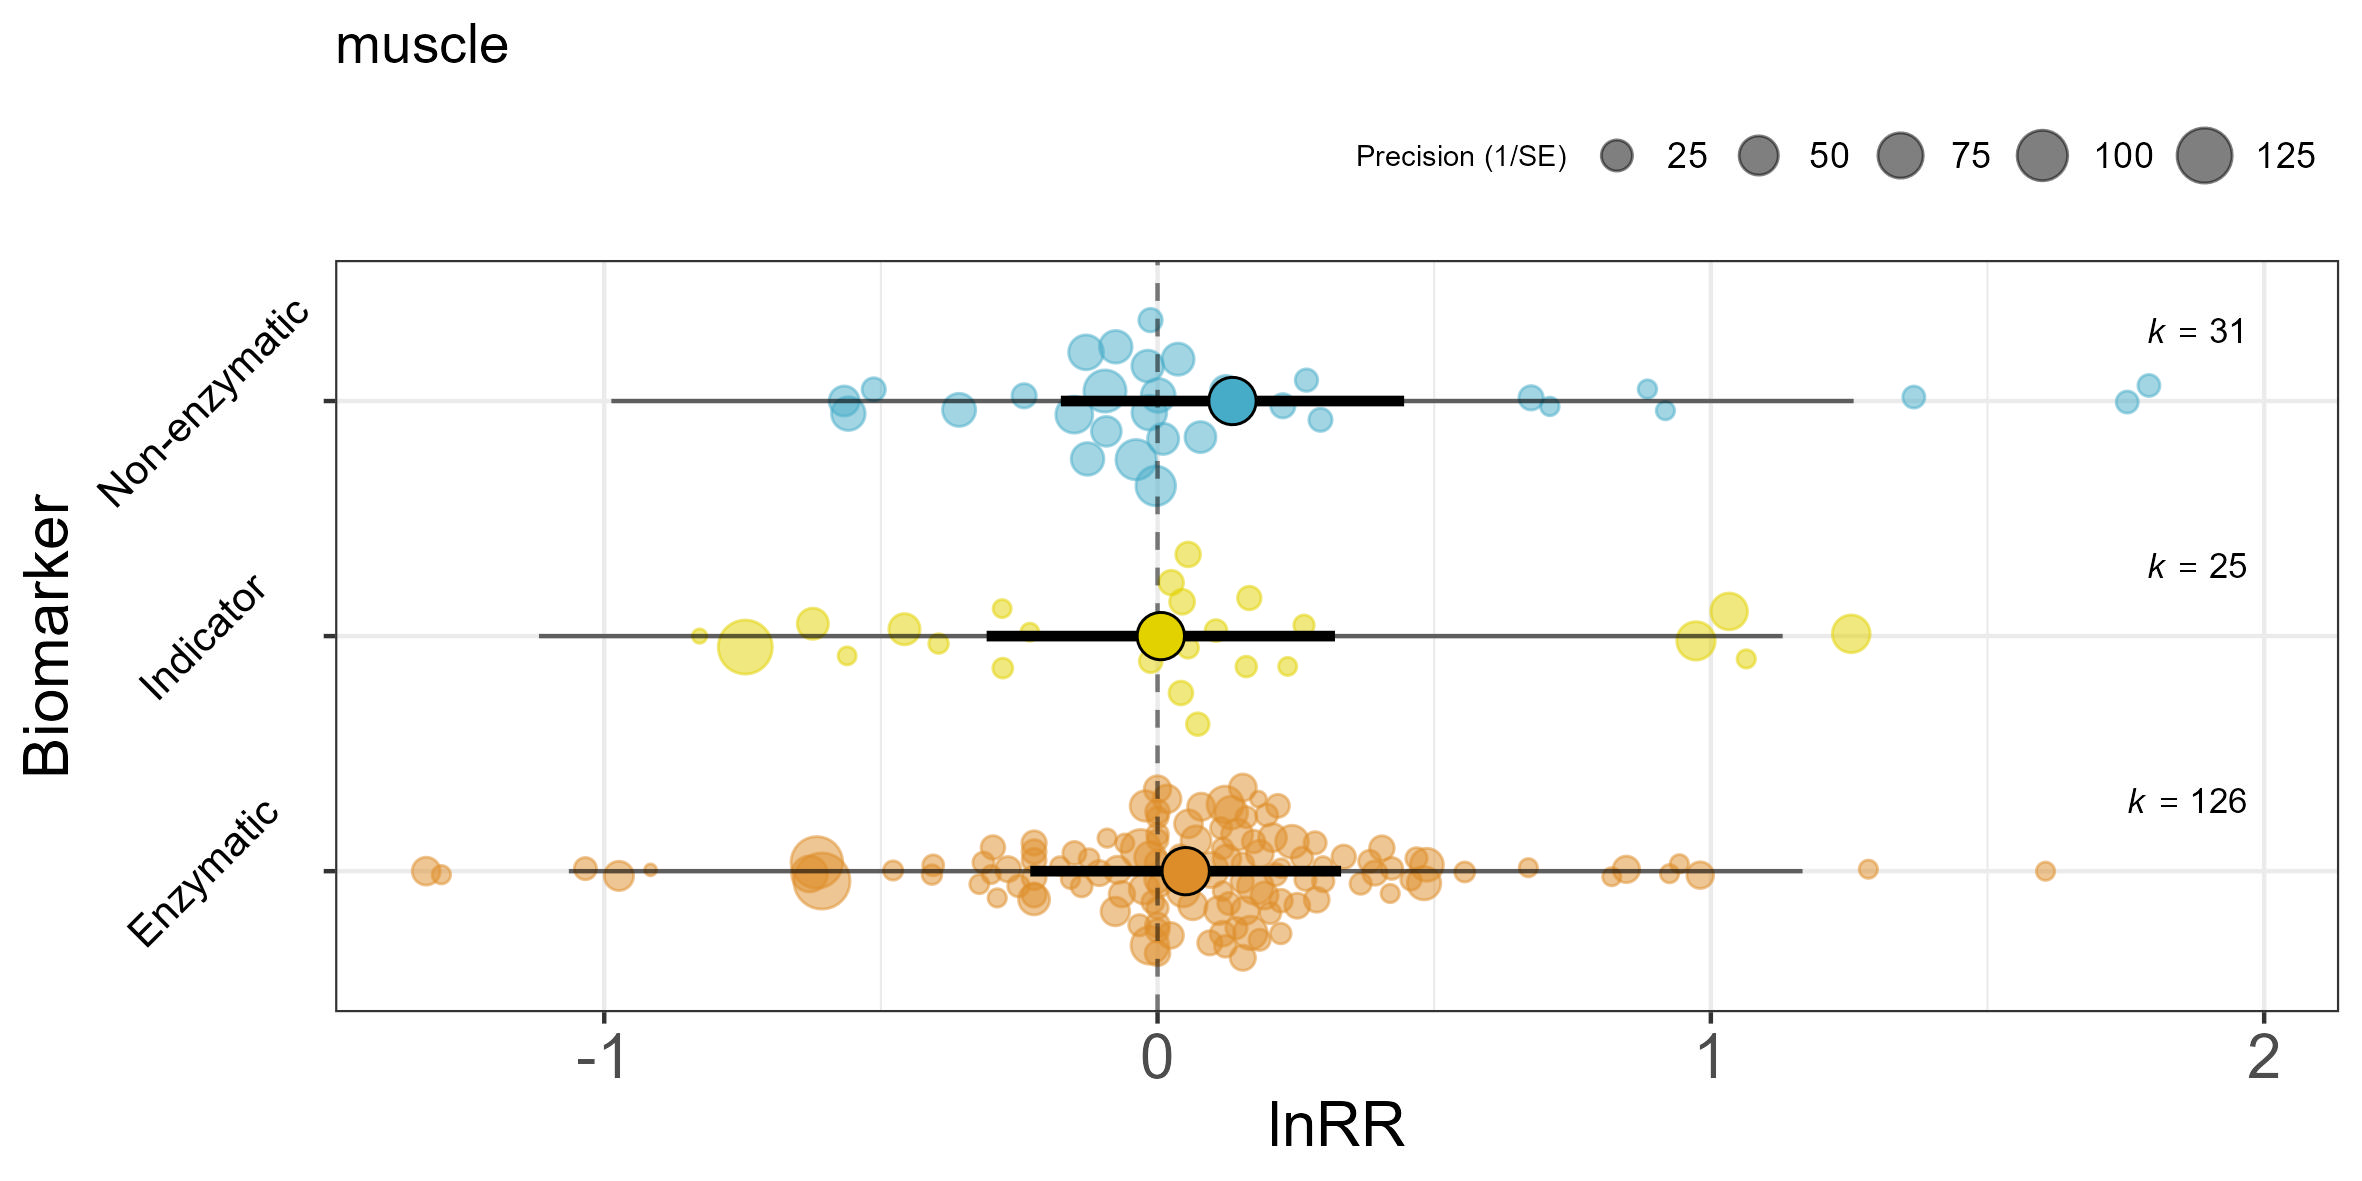 muscle
Precision (1/SE) 25 50 75 100 125
Biomarker
Non-enzymatic
k = 31
Indicator
k = 25
Enzymatic
k = 126
-1 0 1 2
lnRR